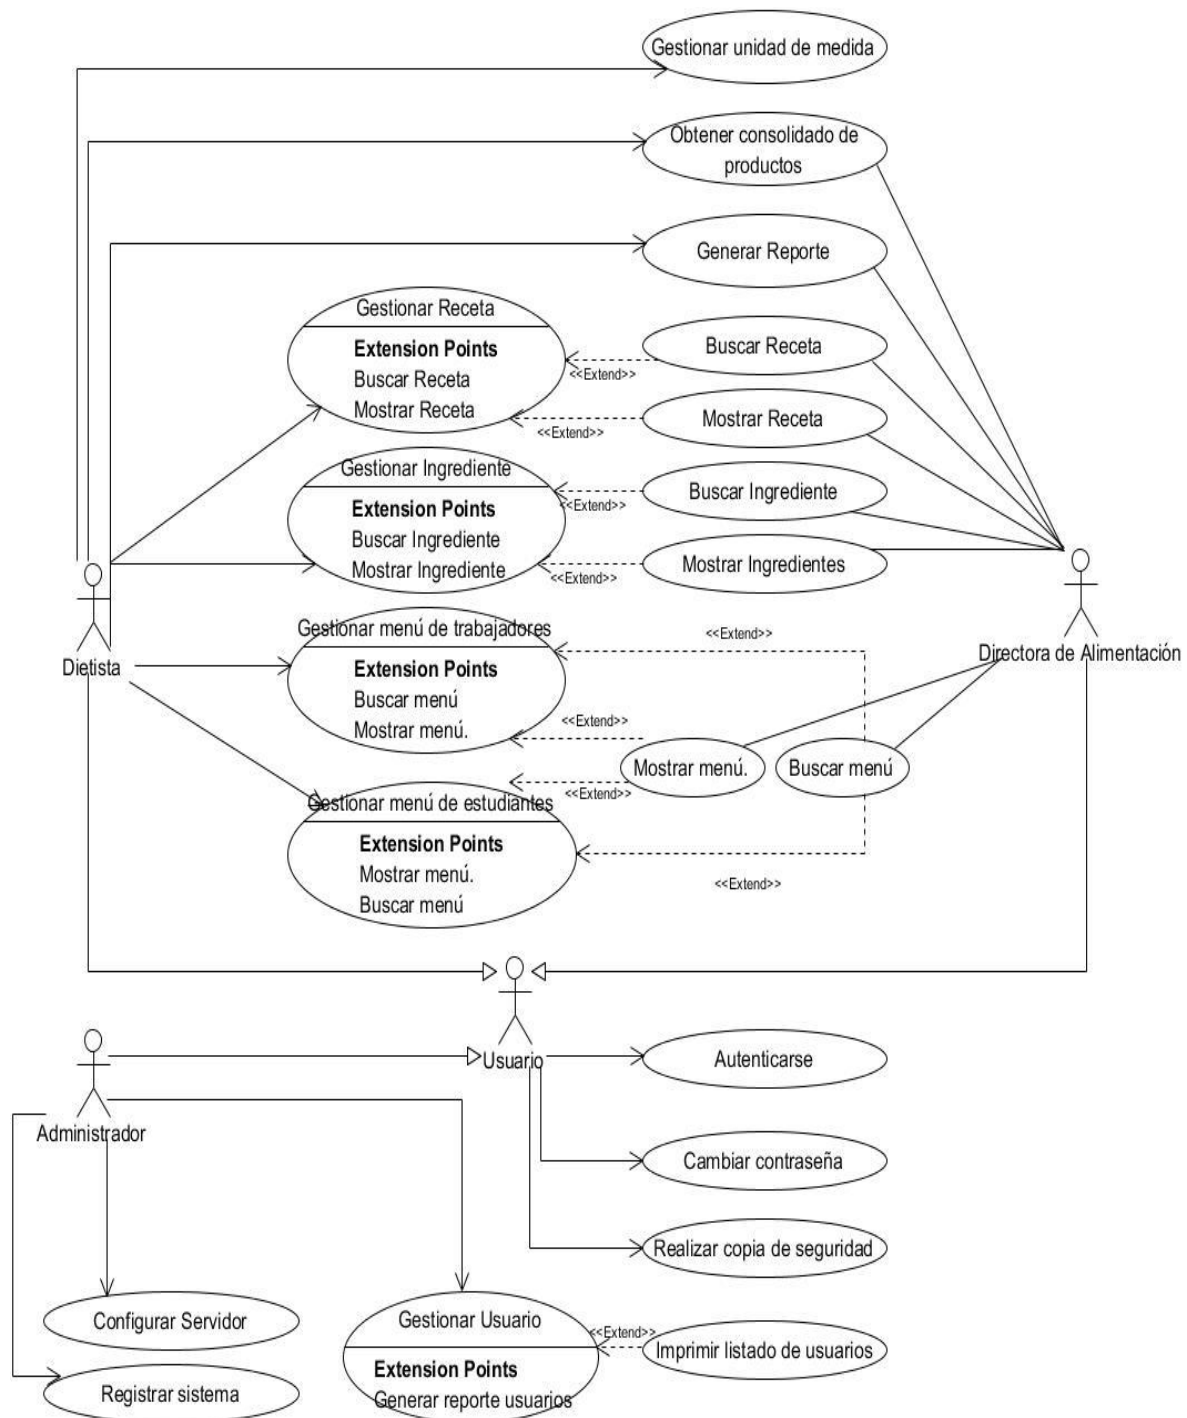 Gestionar unidad de medida
Obtener consolidado de
productos
Generar Reporte
Gestionar Receta
Extension Points
Buscar Receta
Mostrar Receta
Buscar Receta
<<Extend>>
Mostrar Receta
<<Extend>>
Gestionar Ingrediente
Extension Points
Buscar Ingrediente
Mostrar Ingrediente
Buscar Ingrediente
<<Extend>>
Mostrar Ingredientes
<<Extend>>
Dietista
Directora de Alimentación
Gestionar menú de trabajadores
Extension Points
Buscar menú
Mostrar menú.
<<Extend>>
<<Extend>>
Mostrar menú.
Buscar menú
<<Extend>>
Gestionar menú de estudiantes
Extension Points
Mostrar menú.
Buscar menú
<<Extend>>
Usuario
Autenticarse
Administrador
Cambiar contraseña
Realizar copia de seguridad
Configurar Servidor
Registrar sistema
Gestionar Usuario
Extension Points
Generar reporte usuarios
<<Extend>>
Imprimir listado de usuarios